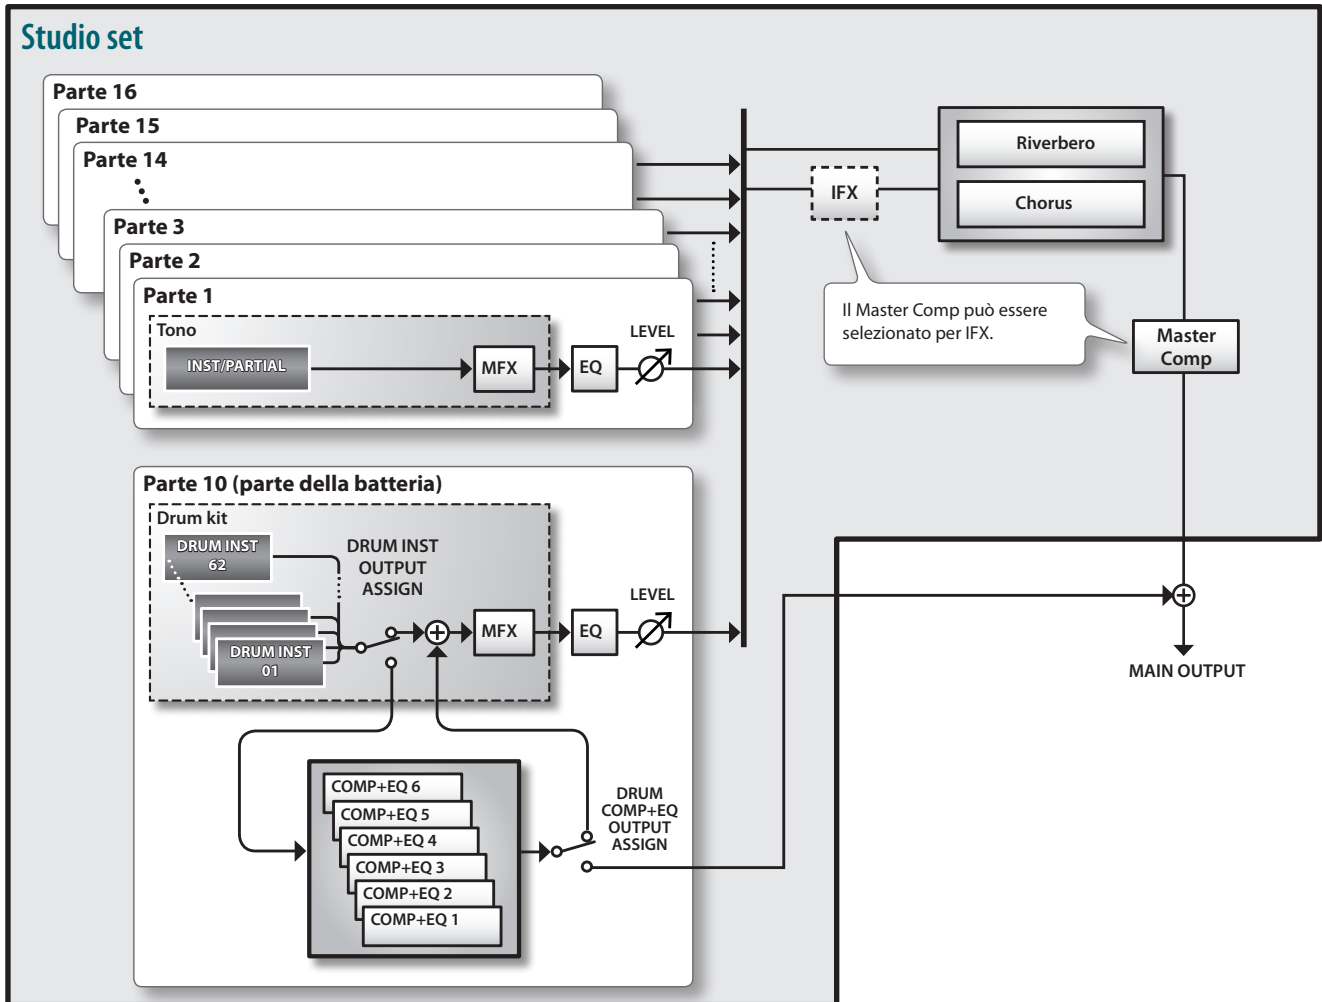 Studio set
Parte 16
Parte 15
Parte 14
Parte 3
Parte 2
Parte 1
Tono
INST/PARTIAL
MFX
EQ
LEVEL
Riverbero
IFX
Chorus
Il Master Comp può essere
selezionato per IFX.
Master
Comp
Parte 10 (parte della batteria)
Drum kit
DRUM INST
62
DRUM INST
OUTPUT
ASSIGN
DRUM INST
01
MFX
EQ
LEVEL
MAIN OUTPUT
COMP+EQ 6
COMP+EQ 5
COMP+EQ 4
COMP+EQ 3
COMP+EQ 2
COMP+EQ 1
DRUM
COMP+EQ
OUTPUT
ASSIGN